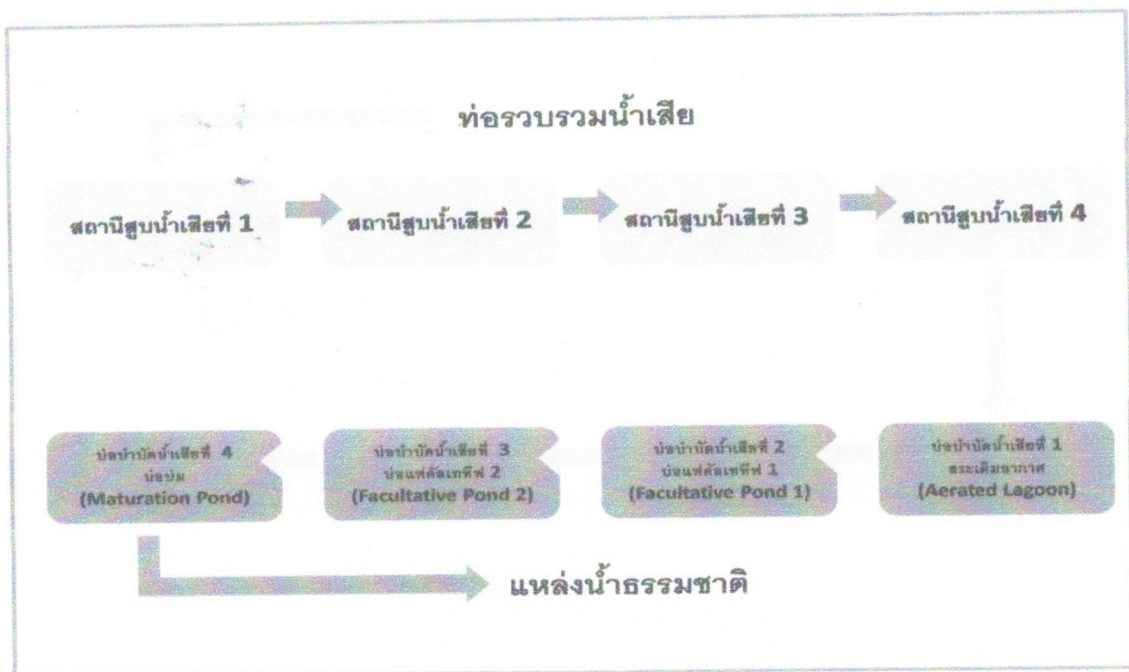 ท่อรวบรวมน้ำเสีย
สถานีสูบน้ำเสียที่ 1
สถานีสูบน้ำเสียที่ 2
สถานีสูบน้ำเสียที่ 3
สถานีสูบน้ำเสียที่ 4
บ่อบำบัดน้ำเสียที่ 4
บ่อบ่ม
(Maturation Pond)
บ่อบำบัดน้ำเสียที่ 3
บ่อแฟคัลเททีฟ 2
(Facultative Pond 2)
บ่อบำบัดน้ำเสียที่ 2
บ่อแฟคัลเททีฟ 1
(Facultative Pond 1)
บ่อบำบัดน้ำเสียที่ 1
สระเติมอากาศ
(Aerated Lagoon)
แหล่งน้ำธรรมชาติ